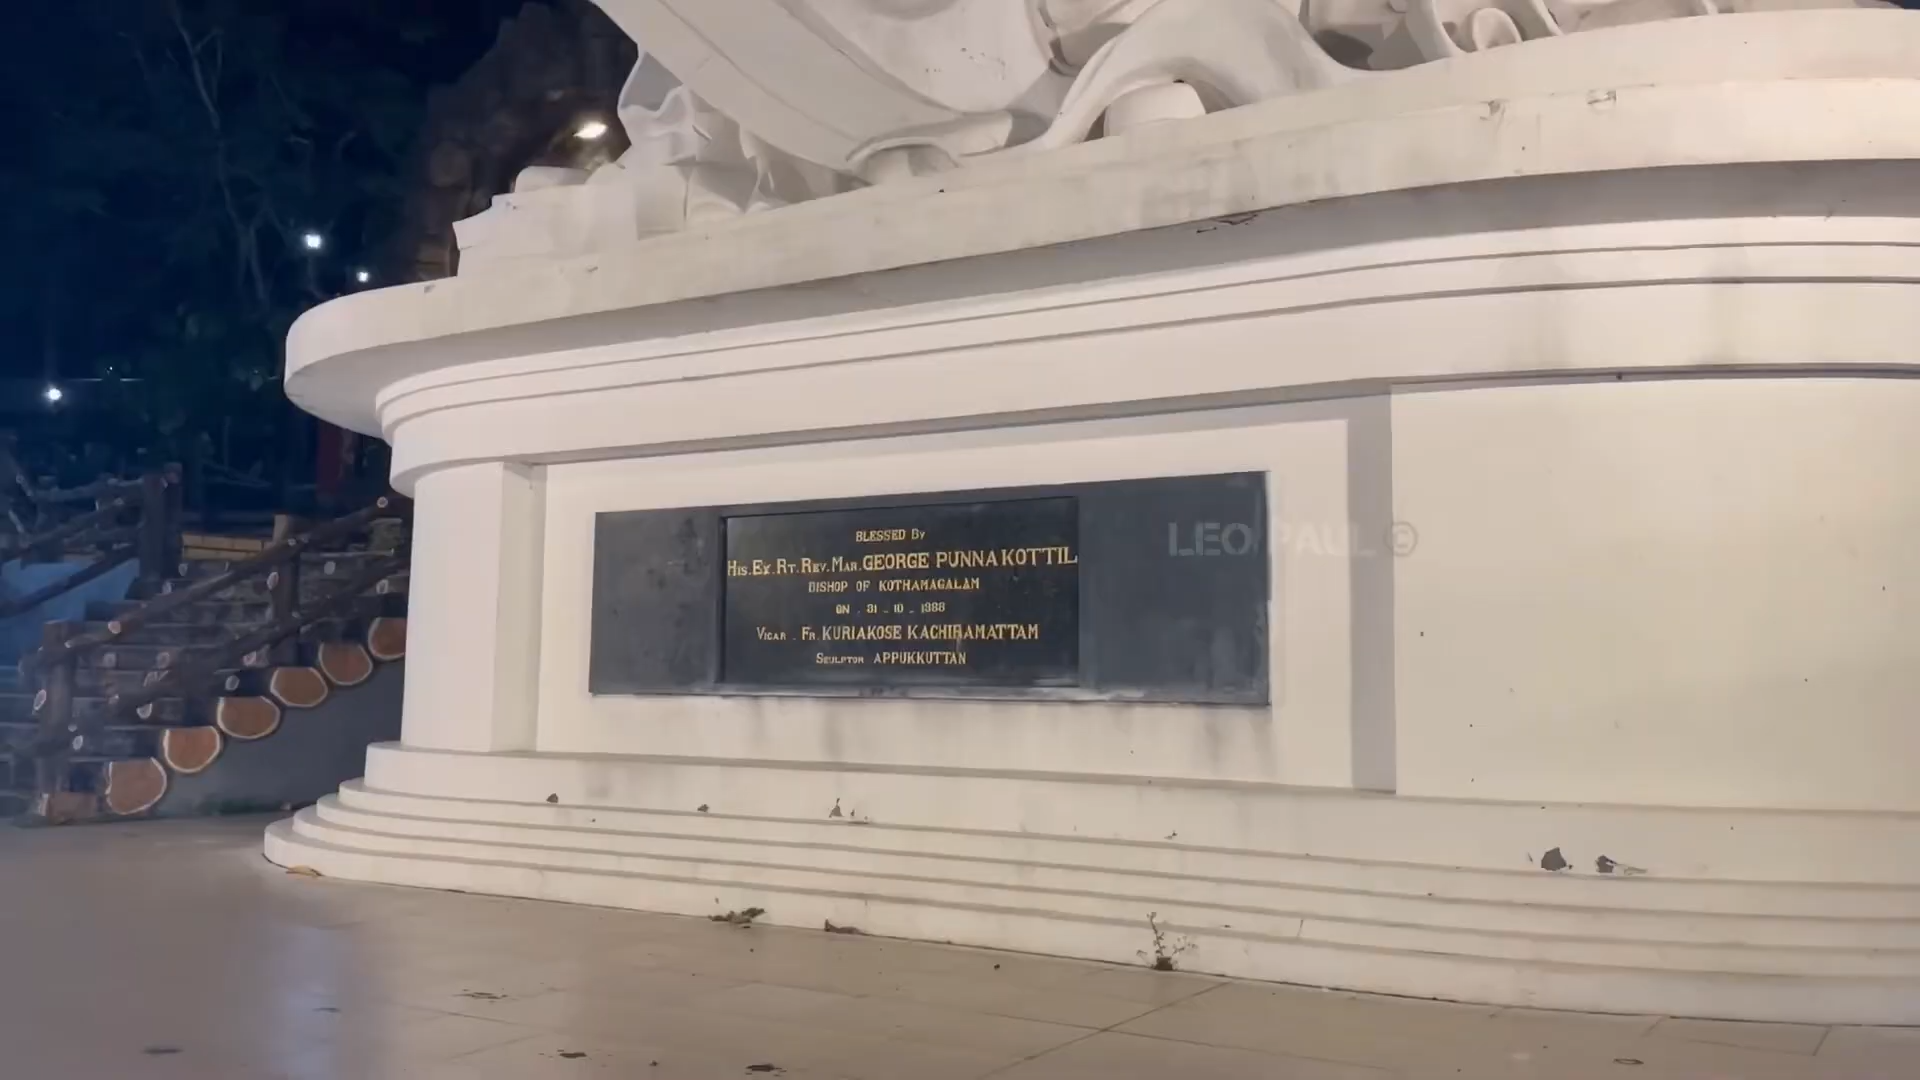 BLESSED By
HIS.EX.RT.REV.MAR.GEORGE PUNNAKOTTIL
BISHOP OF KOTHAMAGALAM
ON . 31 - 10 - 1988
VICAR . FR. KURIAKOSE KACHIRAMATTAM
SCULPTOR APPUKKUTTAN
LEO PAUL ©